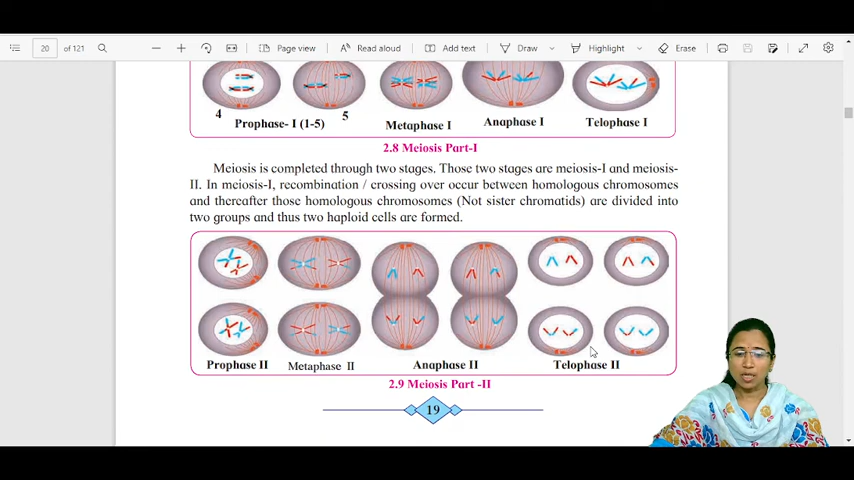 20 of 121
Page view
Read aloud
Add text
Draw
Highlight
Erase
4
5
Prophase- I (1-5)
Metaphase I
Anaphase I
Telophase I
2.8 Meiosis Part-I
Meiosis is completed through two stages. Those two stages are meiosis-I and meiosis-
II. In meiosis-I, recombination / crossing over occur between homologous chromosomes
and thereafter those homologous chromosomes (Not sister chromatids) are divided into
two groups and thus two haploid cells are formed.
Prophase II
Metaphase II
Anaphase II
Telophase II
2.9 Meiosis Part -II
19